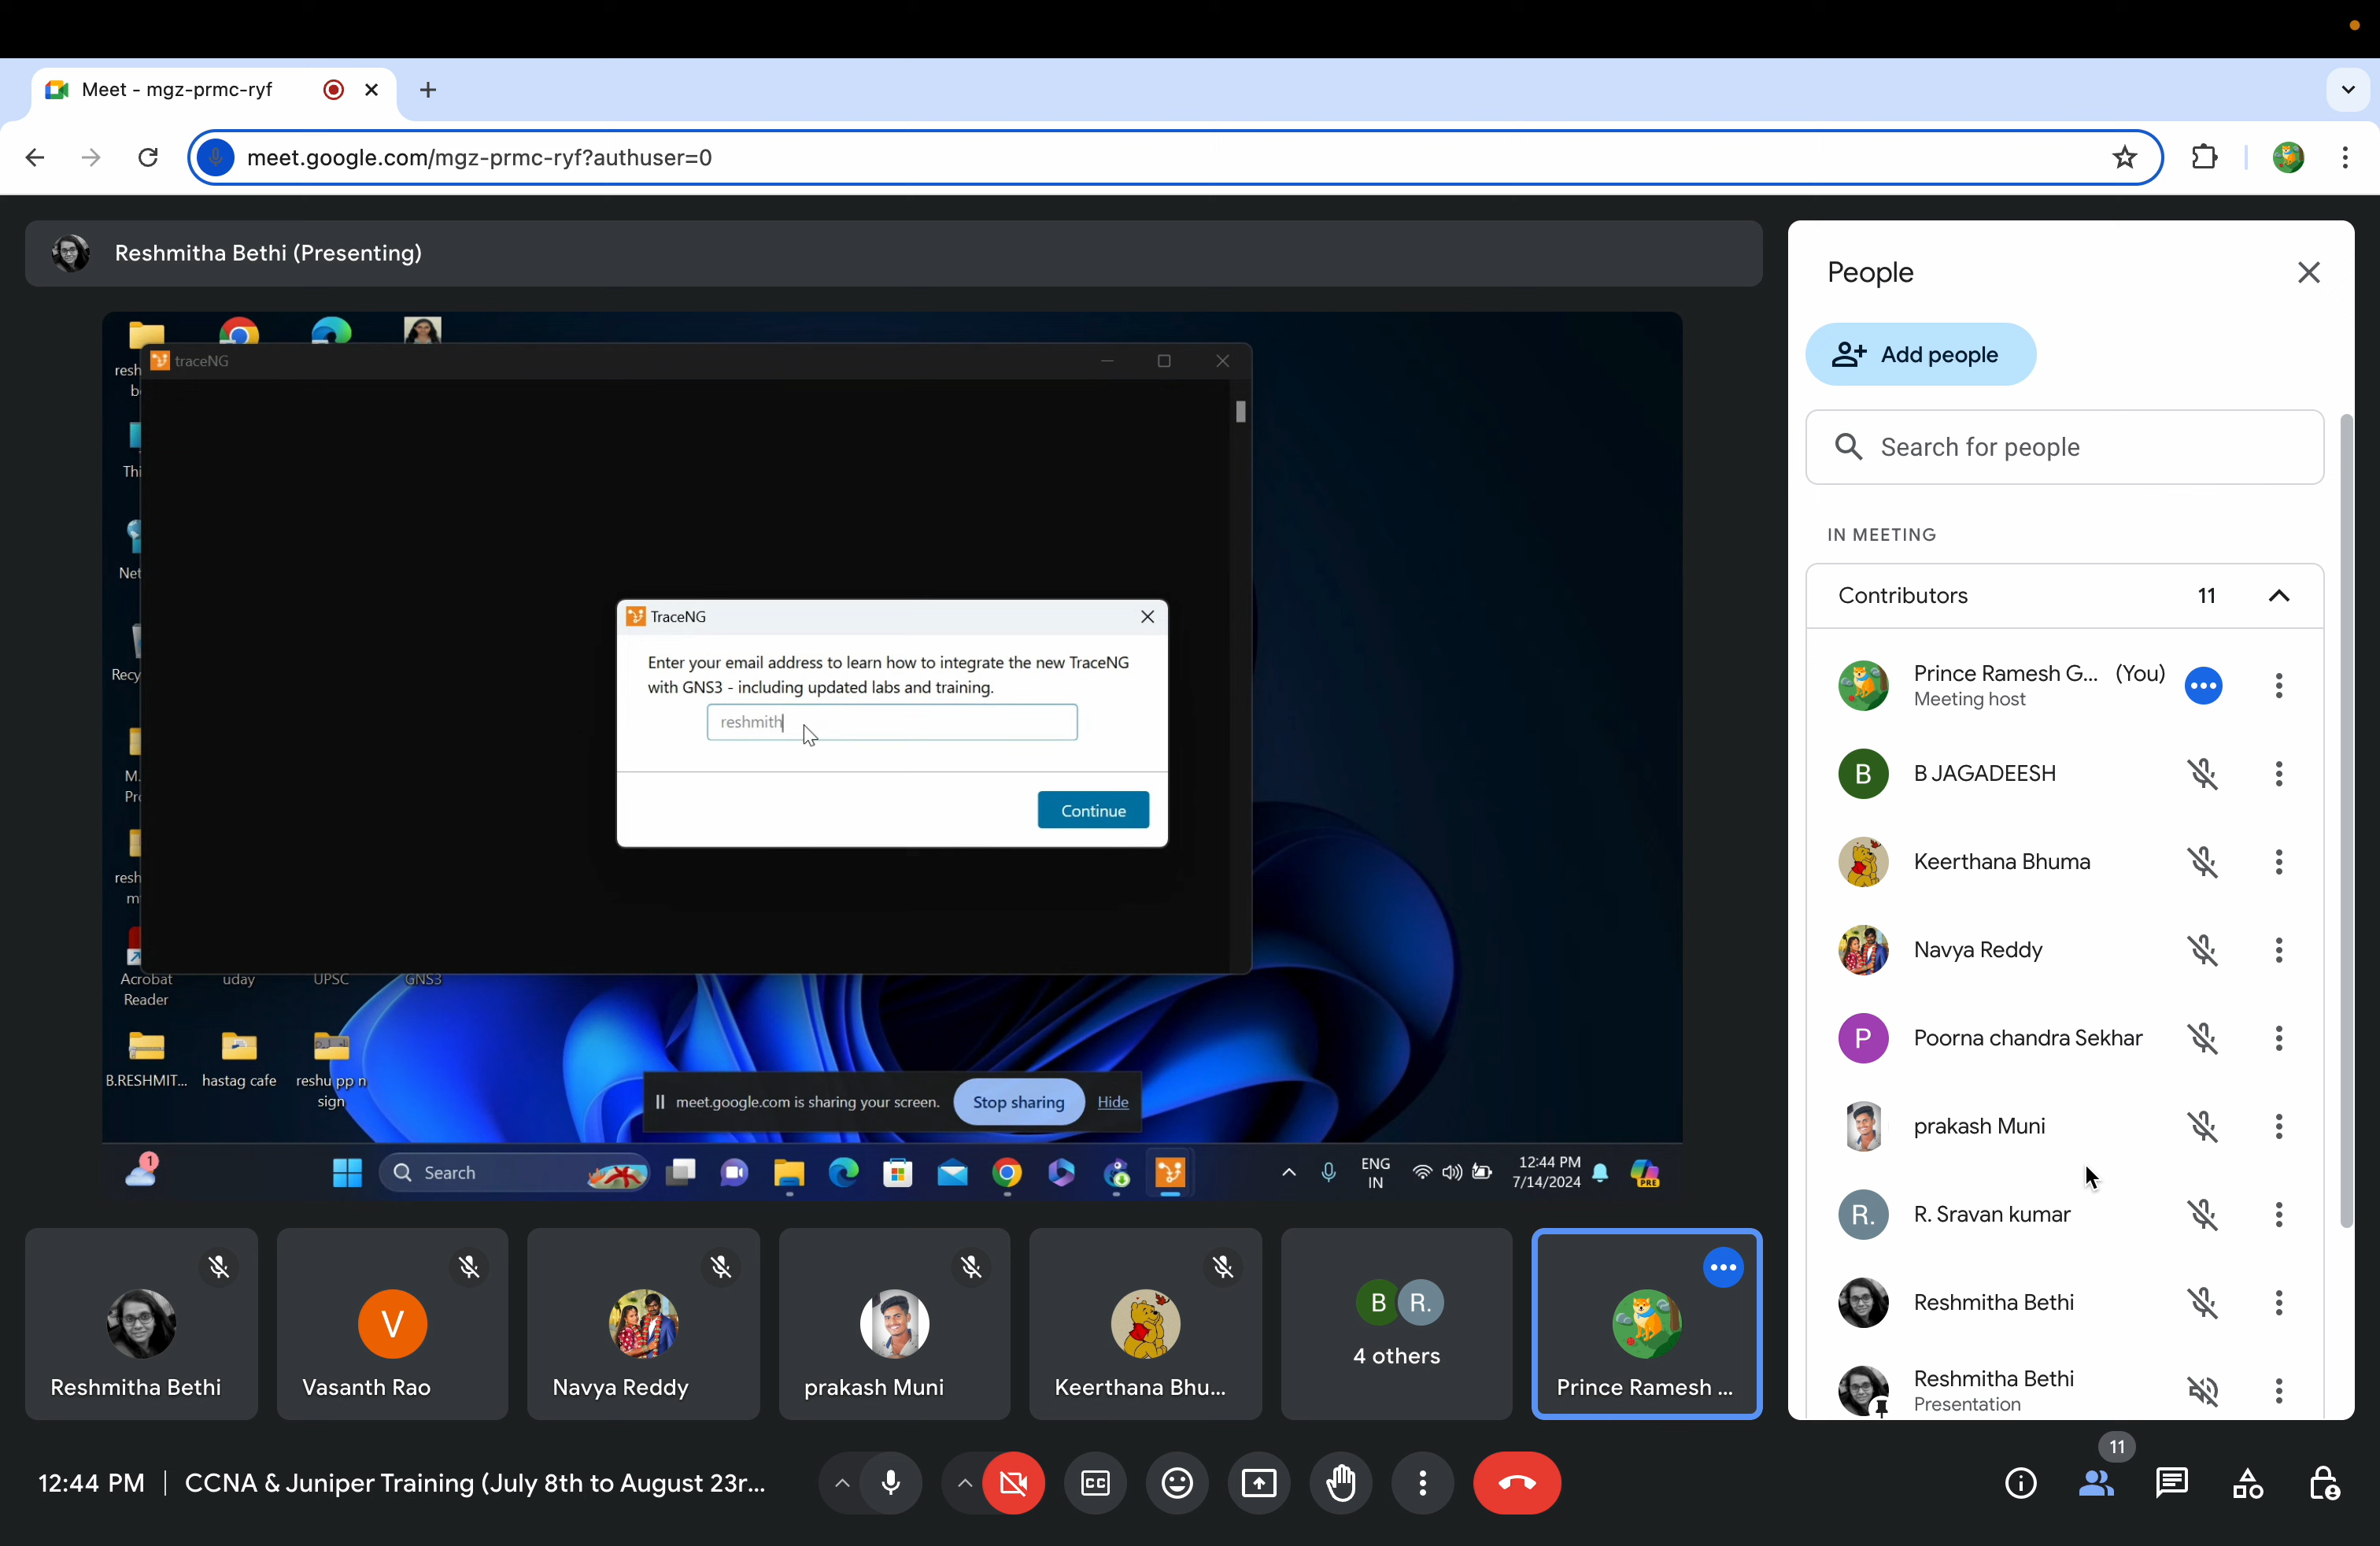 Meet - mgz-prmc-ryf
meet.google.com/mgz-prmc-ryf?authuser=0
Reshmitha Bethi (Presenting)
traceNG
TraceNG
Enter your email address to learn how to integrate the new TraceNG
with GNS3 - including updated labs and training.
reshmith
Continue
Acrobat
Reader
uday
UPSC
GNS3
B.RESHMIT...
hastag cafe
reshu pp n
sign
meet.google.com is sharing your screen.
Stop sharing
Hide
1
Search
ENG
IN
12:44 PM
7/14/2024
PRE
Reshmitha Bethi
V
Vasanth Rao
Navya Reddy
prakash Muni
Keerthana Bhu...
B
R.
4 others
Prince Ramesh ...
12:44 PM
CCNA & Juniper Training (July 8th to August 23r...
People
Add people
Search for people
IN MEETING
Contributors 11
Prince Ramesh G... (You)
Meeting host
B
B JAGADEESH
Keerthana Bhuma
Navya Reddy
P
Poorna chandra Sekhar
prakash Muni
R.
R. Sravan kumar
Reshmitha Bethi
Reshmitha Bethi
Presentation
11